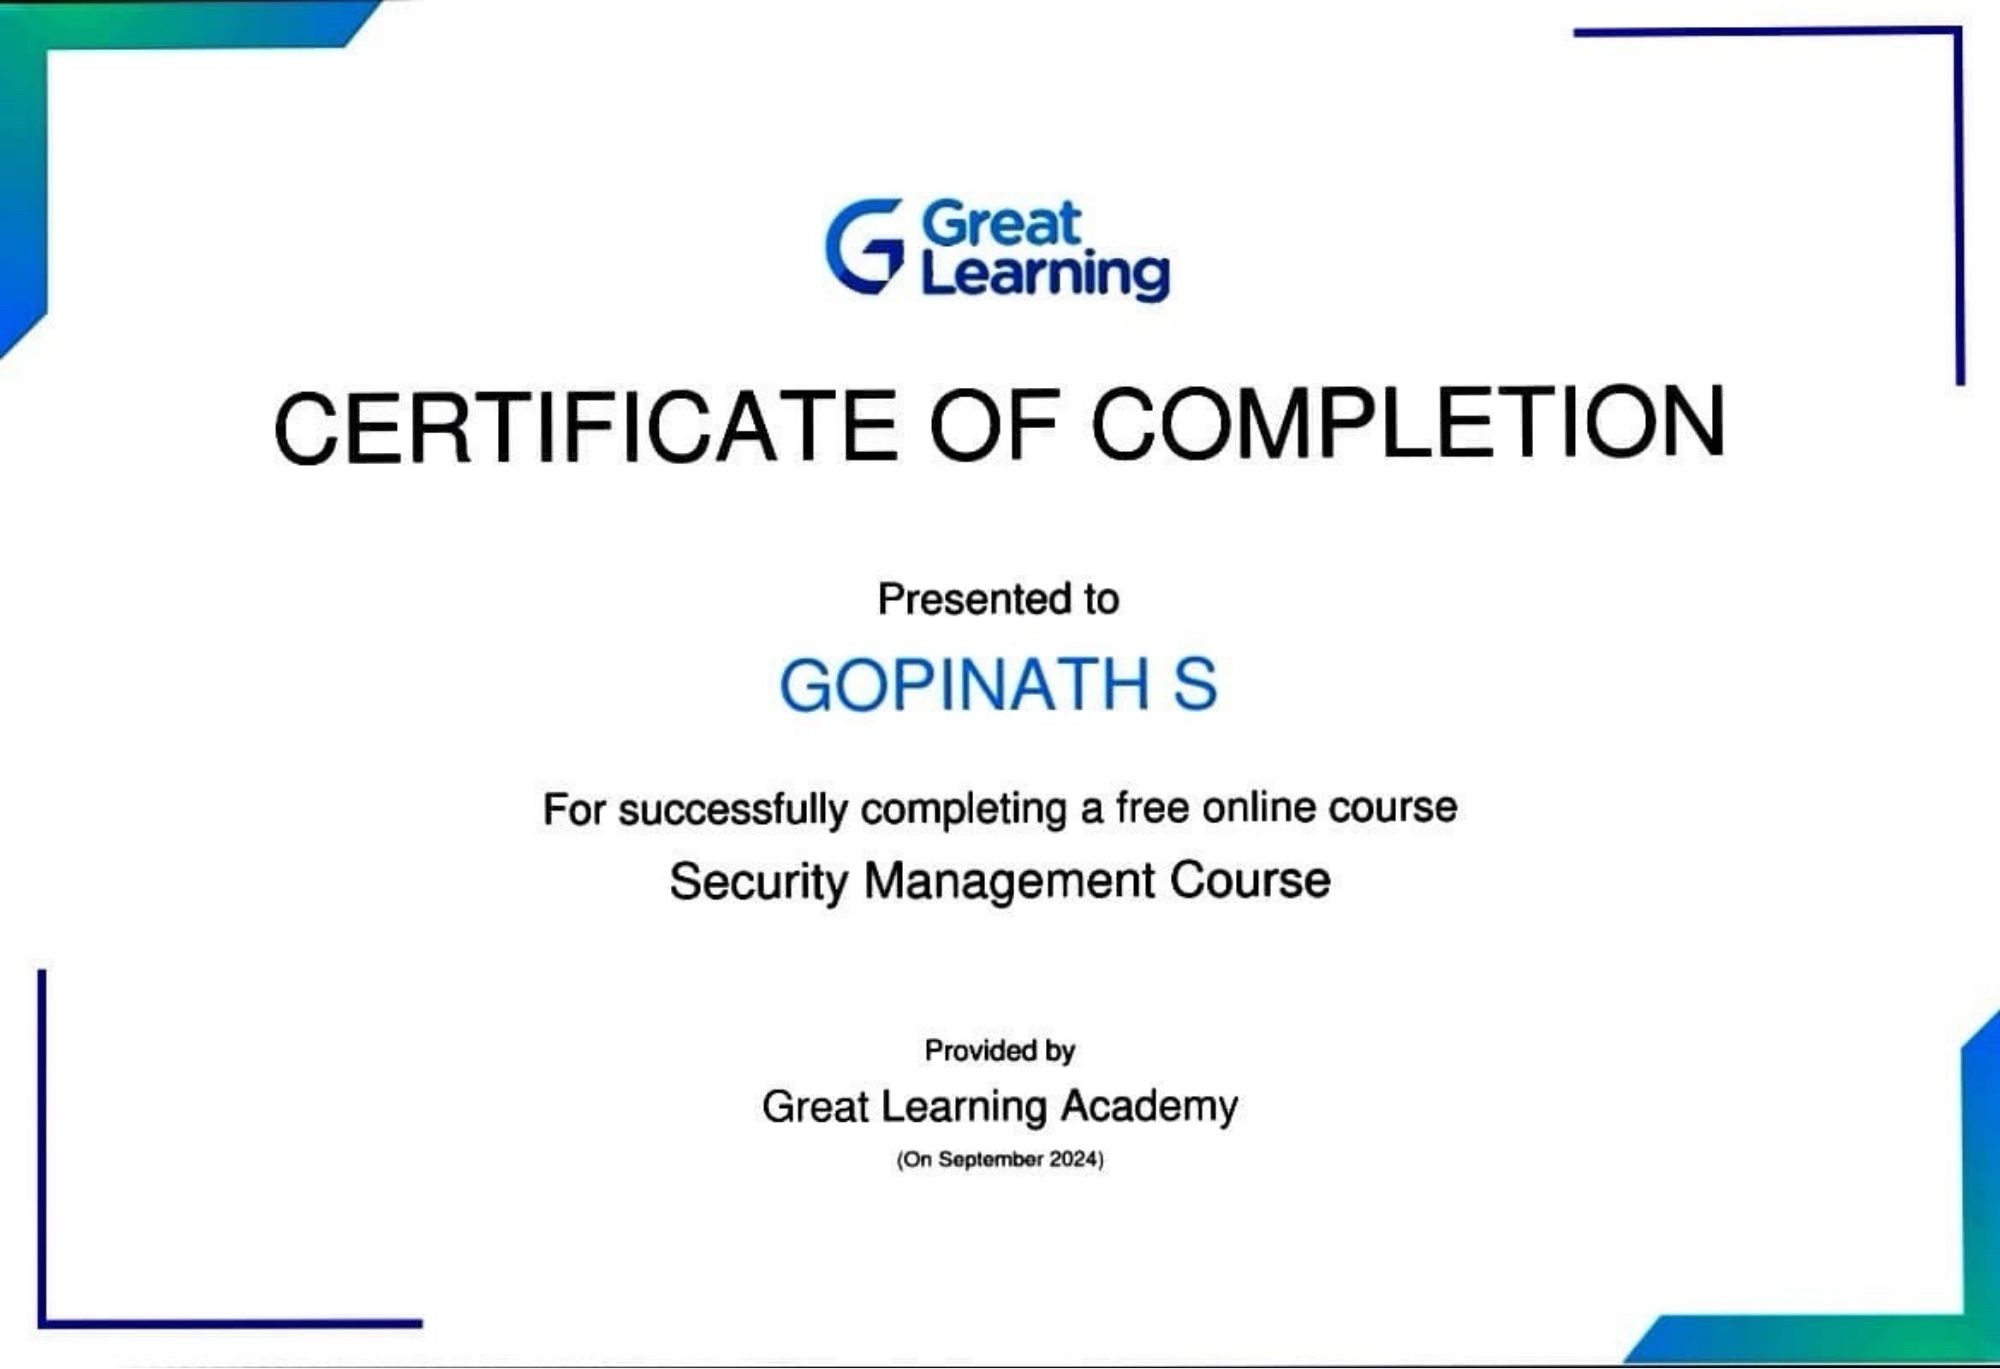 Great
Learning
CERTIFICATE OF COMPLETION
Presented to
GOPINATH S
For successfully completing a free online course
Security Management Course
Provided by
Great Learning Academy
(On September 2024)